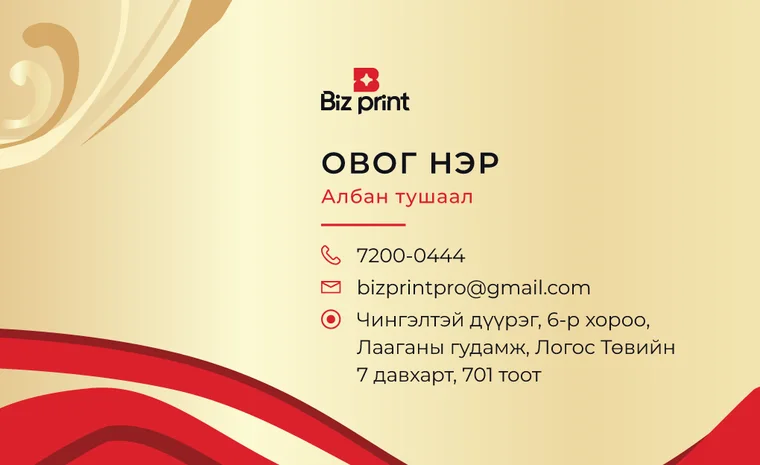 Biz print
ОВОГ НЭР
Албан тушаал
7200-0444
bizprintpro@gmail.com
Чингэлтэй дүүрэг, 6-р хороо,
Лааганы гудамж, Логос Төвийн
7 давхарт, 701 тоот